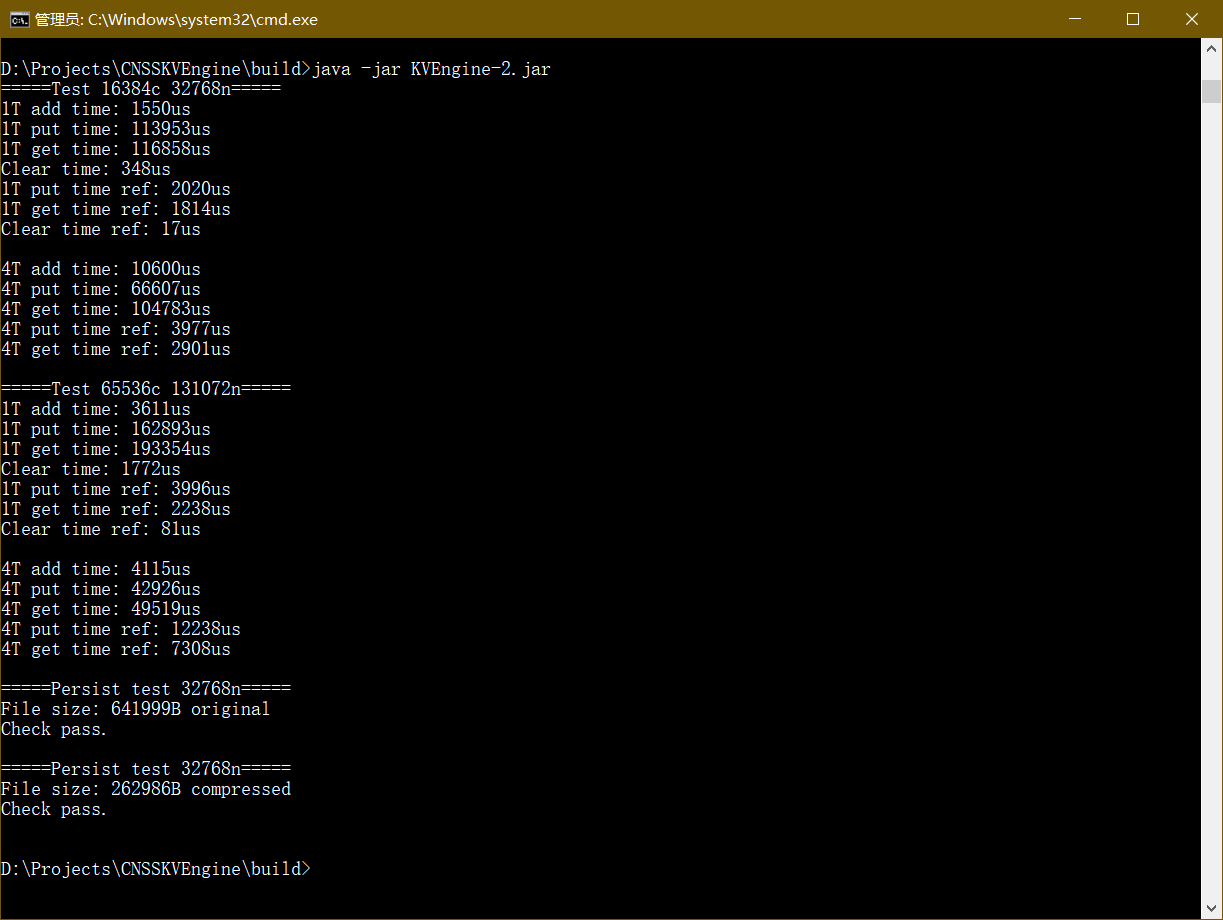 管理员: C:\Windows\system32\cmd.exe
D:\Projects\CNSSKVEngine\build>java -jar KVEngine-2.jar
=====Test 16384c 32768n=====
1T add time: 1550us
1T put time: 113953us
1T get time: 116858us
Clear time: 348us
1T put time ref: 2020us
1T get time ref: 1814us
Clear time ref: 17us
4T add time: 10600us
4T put time: 66607us
4T get time: 104783us
4T put time ref: 3977us
4T get time ref: 2901us
=====Test 65536c 131072n=====
1T add time: 3611us
1T put time: 162893us
1T get time: 193354us
Clear time: 1772us
1T put time ref: 3996us
1T get time ref: 2238us
Clear time ref: 81us
4T add time: 4115us
4T put time: 42926us
4T get time: 49519us
4T put time ref: 12238us
4T get time ref: 7308us
=====Persist test 32768n=====
File size: 641999B original
Check pass.
=====Persist test 32768n=====
File size: 262986B compressed
Check pass.
D:\Projects\CNSSKVEngine\build>